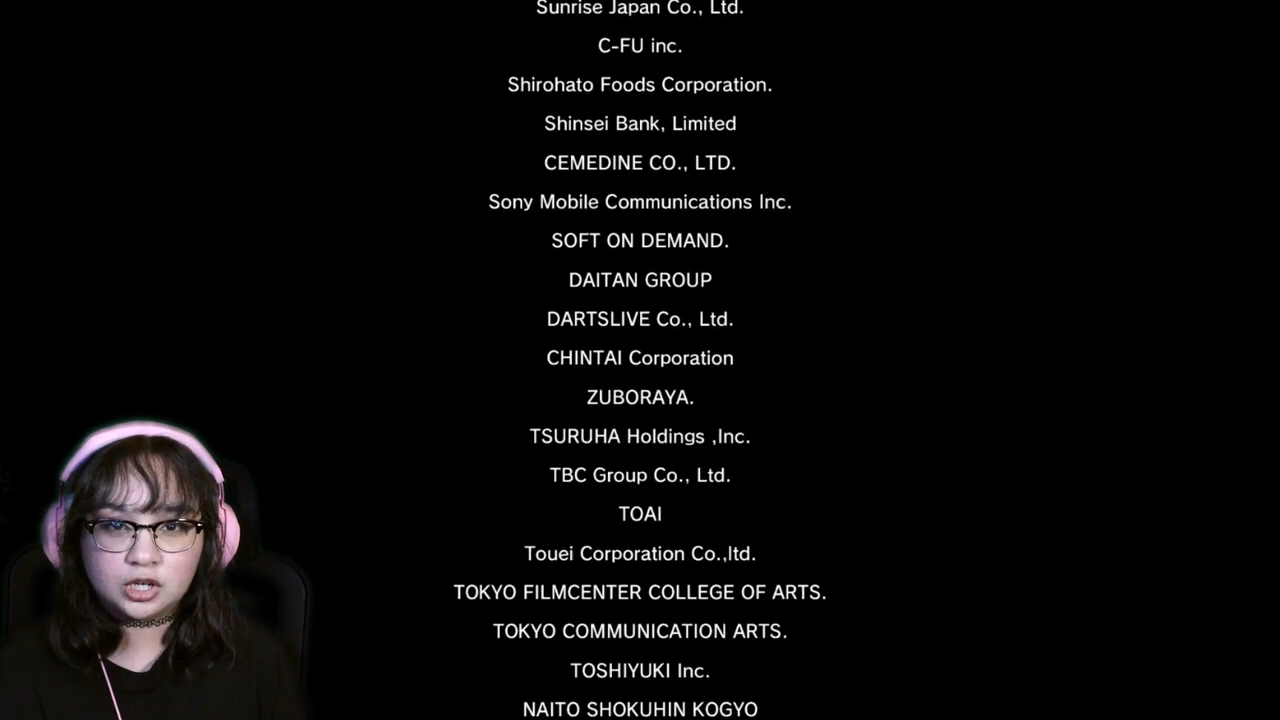 Sunrise Japan Co., Ltd.
C-FU inc.
Shirohato Foods Corporation.
Shinsei Bank, Limited
CEMEDINE CO., LTD.
Sony Mobile Communications Inc.
SOFT ON DEMAND.
DAITAN GROUP
DARTSLIVE Co., Ltd.
CHINTAI Corporation
ZUBORAYA.
TSURUHA Holdings ,Inc.
TBC Group Co., Ltd.
TOAI
Touei Corporation Co.,ltd.
TOKYO FILMCENTER COLLEGE OF ARTS.
TOKYO COMMUNICATION ARTS.
TOSHIYUKI Inc.
NAITO SHOKUHIN KOGYO